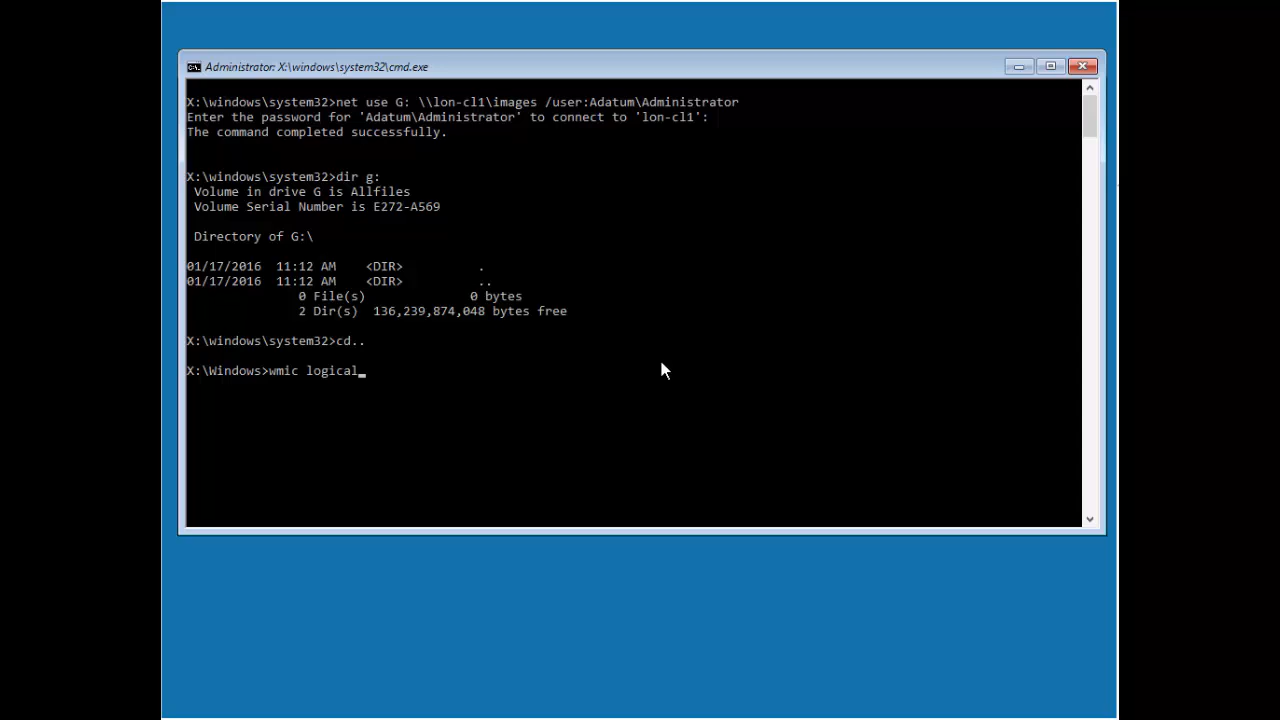 Administrator: X:\windows\system32\cmd.exe
X:\windows\system32>net use G: \\lon-cl1\images /user:Adatum\Administrator
Enter the password for 'Adatum\Administrator' to connect to 'lon-cl1':
The command completed successfully.
X:\windows\system32>dir g:
Volume in drive G is Allfiles
Volume Serial Number is E272-A569
Directory of G:\
01/17/2016  11:12 AM    <DIR>          .
01/17/2016  11:12 AM    <DIR>          ..
0 File(s)              0 bytes
2 Dir(s)  136,239,874,048 bytes free
X:\windows\system32>cd..
X:\Windows>wmic logical_